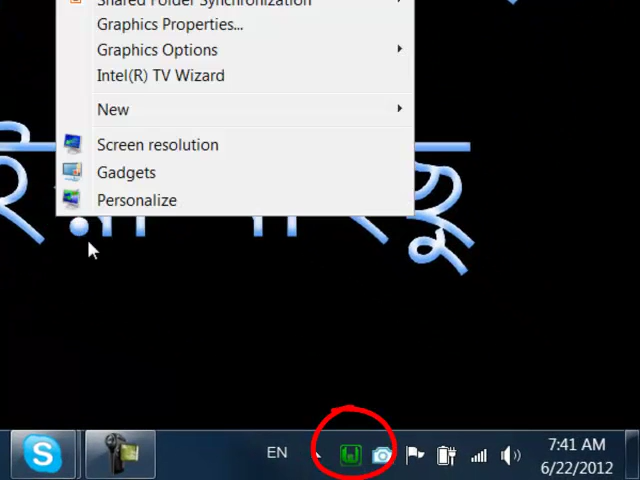 Shared Folder Synchronization
Graphics Properties...
Graphics Options
Intel(R) TV Wizard
New
Screen resolution
Gadgets
Personalize
EN
7:41 AM
6/22/2012